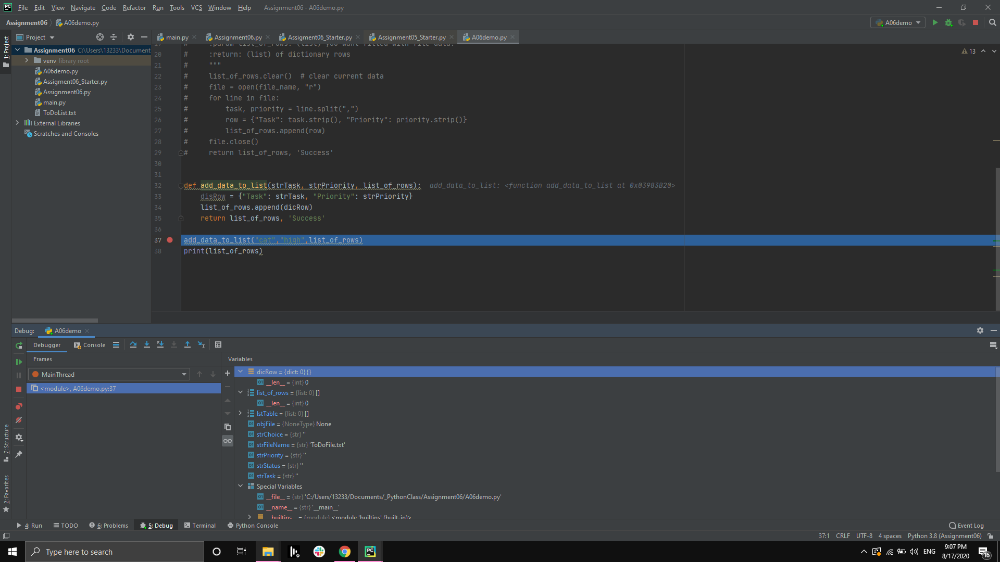 File Edit View Navigate Code Refactor Run Tools VCS Window Help Assignment06 - A06demo.py
Assignment06 A06demo.py A06demo
1: Project
Project
main.py Assignment06.py Assigment06_Starter.py Assignment05_Starter.py A06demo.py
Assignment06 C:\Users\13233\Document
venv library root
A06demo.py
Assigment06_Starter.py
Assignment06.py
main.py
ToDoList.txt
External Libraries
Scratches and Consoles
13
20 # :return: (list) of dictionary rows
21 # """
22 # list_of_rows.clear() # clear current data
23 # file = open(file_name, "r")
24 # for line in file:
25 # task, priority = line.split(",")
26 # row = {"Task": task.strip(), "Priority": priority.strip()}
27 # list_of_rows.append(row)
28 # file.close()
29 # return list_of_rows, 'Success'
30
31
32 def add_data_to_list(strTask, strPriority, list_of_rows): add_data_to_list: <function add_data_to_list at 0x03983B20>
33 disRow = {"Task": strTask, "Priority": strPriority}
34 list_of_rows.append(dicRow)
35 return list_of_rows, 'Success'
36
37 add_data_to_list("cat","high",list_of_rows)
38 print(list_of_rows)
Debug: A06demo
Debugger Console
Frames
MainThread
<module>, A06demo.py:37
Variables
dicRow = {dict: 0} {}
__len__ = {int} 0
list_of_rows = {list: 0} []
__len__ = {int} 0
lstTable = {list: 0} []
objFile = {NoneType} None
strChoice = {str} ''
strFileName = {str} 'ToDoFile.txt'
strPriority = {str} ''
strStatus = {str} ''
strTask = {str} ''
Special Variables
__file__ = {str} 'C:/Users/13233/Documents/_PythonClass/Assignment06/A06demo.py'
__name__ = {str} '__main__'
__builtins__ = {module} <module 'builtins' (built-in)>
7: Structure
2: Favorites
4: Run TODO 6: Problems 5: Debug Terminal Python Console Event Log
37:1 CRLF UTF-8 4 spaces Python 3.8 (Assignment06)
Type here to search
ENG
9:07 PM
8/17/2020
16